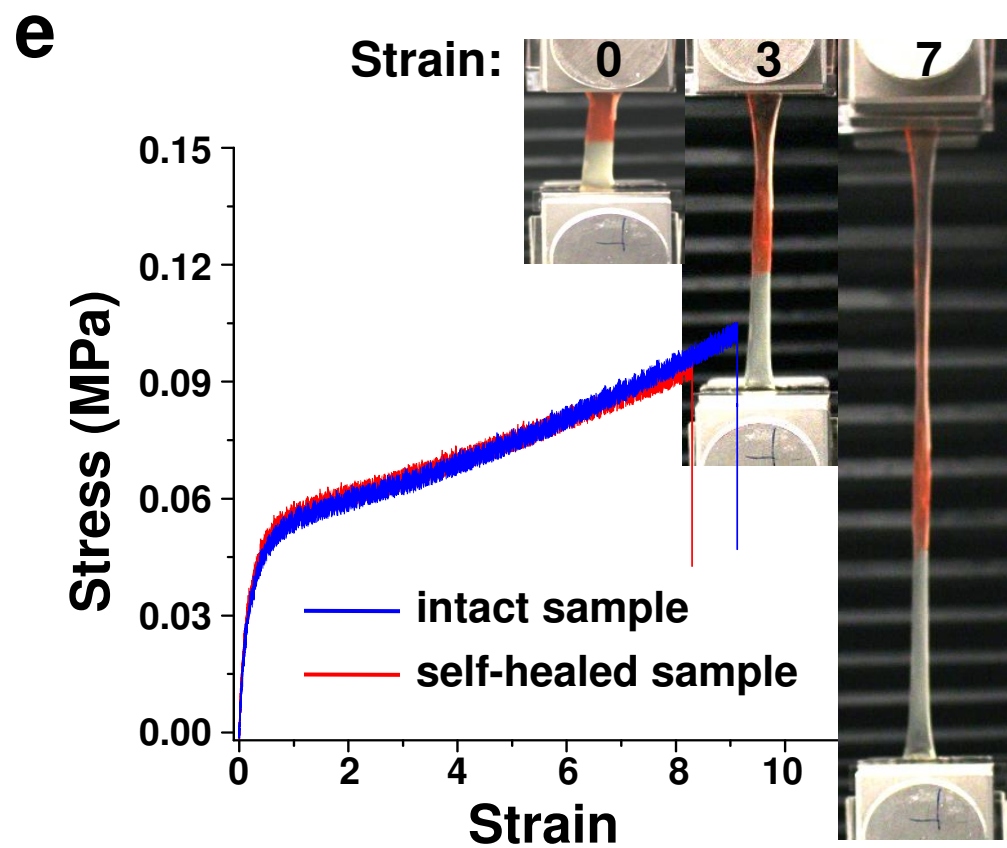 e
Strain: 0 3 7
0.15
0.12
0.09
0.06
0.03
0.00
Stress (MPa)
intact sample
self-healed sample
0 2 4 6 8 10
Strain